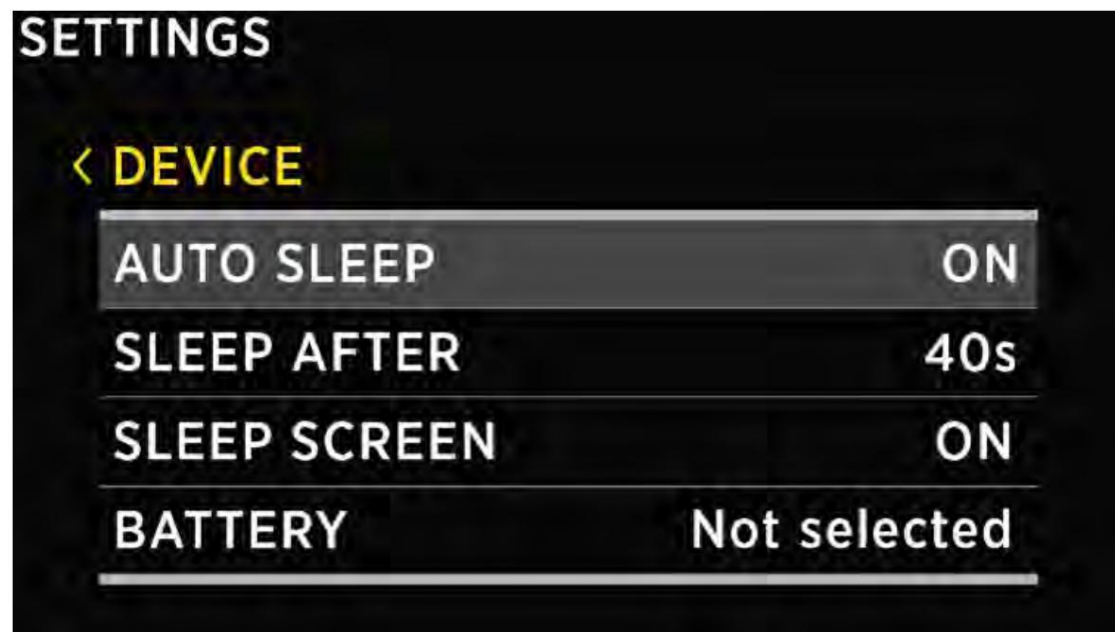 SETTINGS
< DEVICE
AUTO SLEEP ON
SLEEP AFTER 40s
SLEEP SCREEN ON
BATTERY Not selected